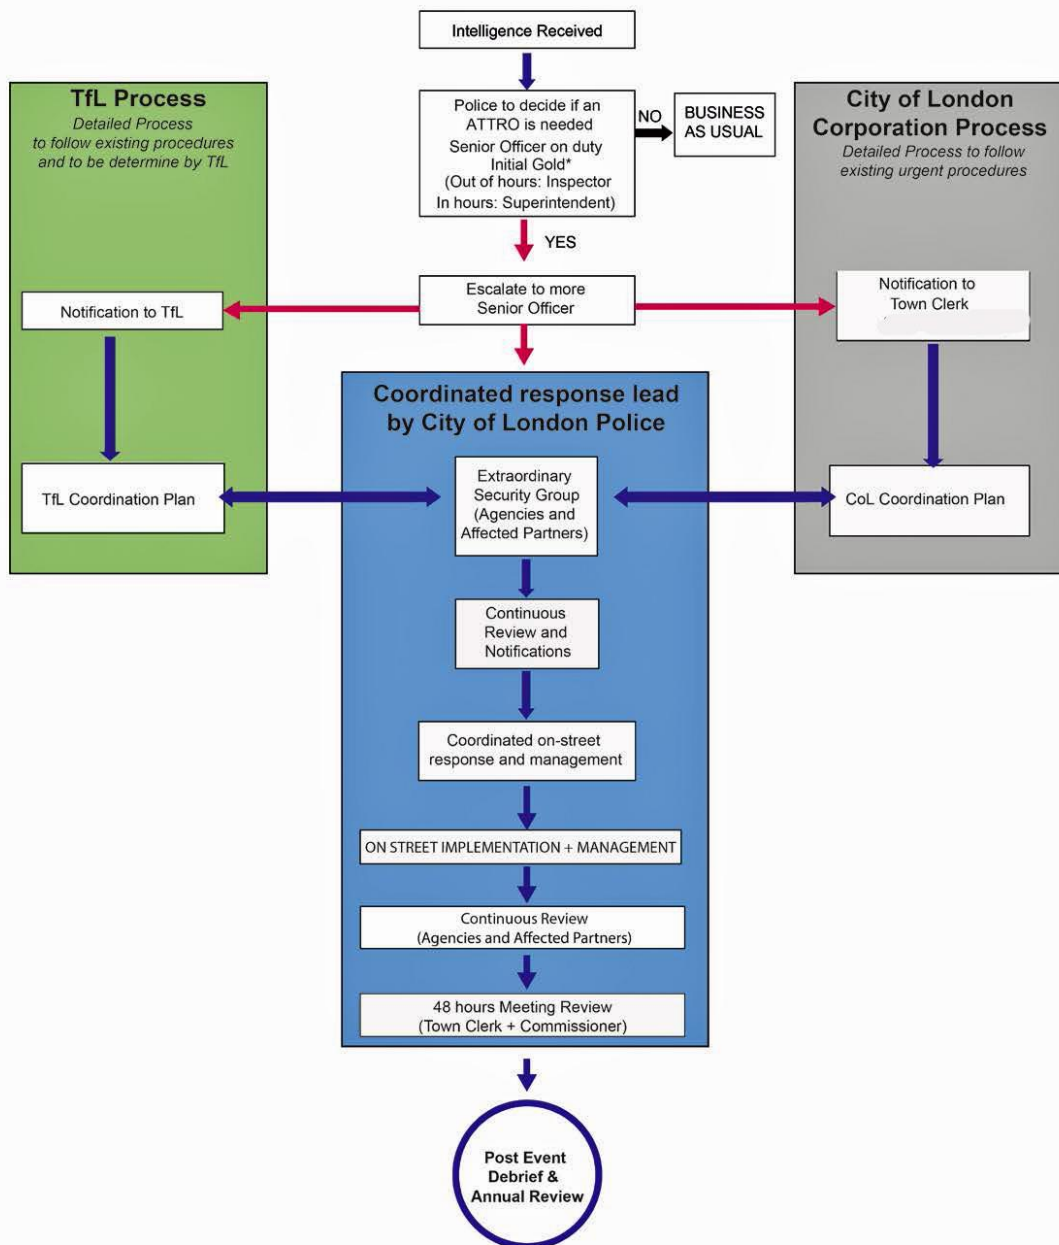 Intelligence Received
TfL Process
Detailed Process
to follow existing procedures
and to be determine by TfL
Police to decide if an
ATTRO is needed
Senior Officer on duty
Initial Gold*
(Out of hours: Inspector
In hours: Superintendent)
NO
BUSINESS
AS USUAL
City of London
Corporation Process
Detailed Process to follow
existing urgent procedures
YES
Escalate to more
Senior Officer
Notification to TfL
Notification to
Town Clerk
Coordinated response lead
by City of London Police
TfL Coordination Plan
Extraordinary
Security Group
(Agencies and
Affected Partners)
CoL Coordination Plan
Continuous
Review and
Notifications
Coordinated on-street
response and management
ON STREET IMPLEMENTATION + MANAGEMENT
Continuous Review
(Agencies and Affected Partners)
48 hours Meeting Review
(Town Clerk + Commissioner)
Post Event
Debrief &
Annual Review